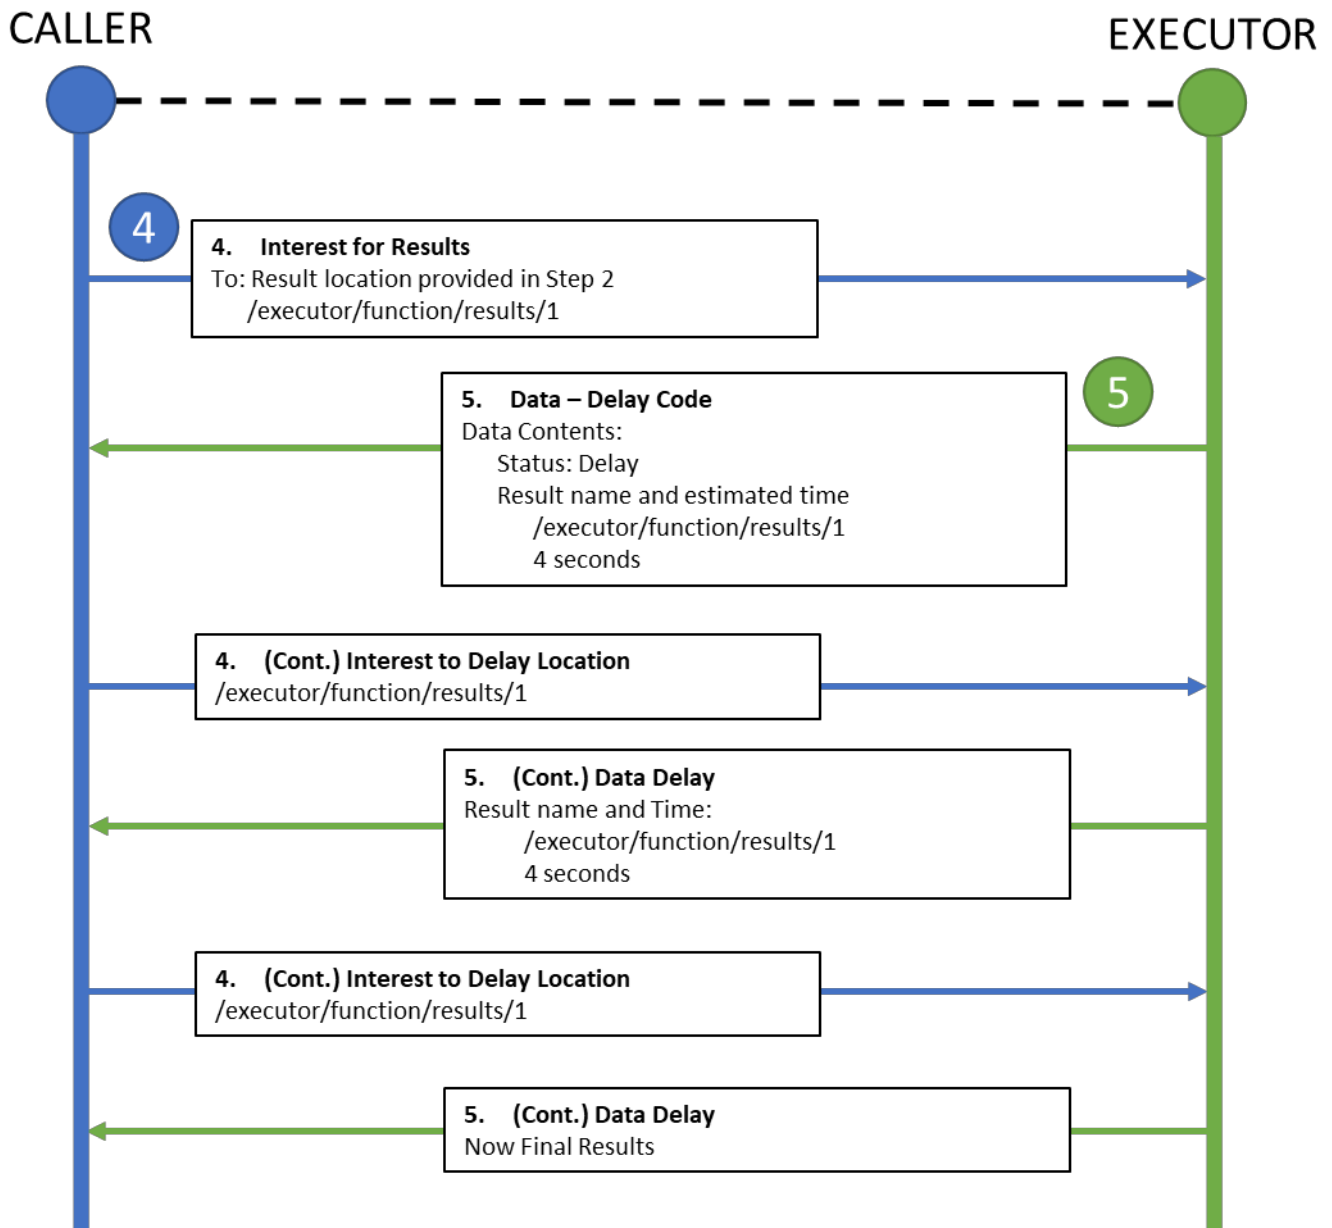 CALLER
EXECUTOR
4
4. Interest for Results
To: Result location provided in Step 2
/executor/function/results/1
5
5. Data – Delay Code
Data Contents:
Status: Delay
Result name and estimated time
/executor/function/results/1
4 seconds
4. (Cont.) Interest to Delay Location
/executor/function/results/1
5. (Cont.) Data Delay
Result name and Time:
/executor/function/results/1
4 seconds
4. (Cont.) Interest to Delay Location
/executor/function/results/1
5. (Cont.) Data Delay
Now Final Results